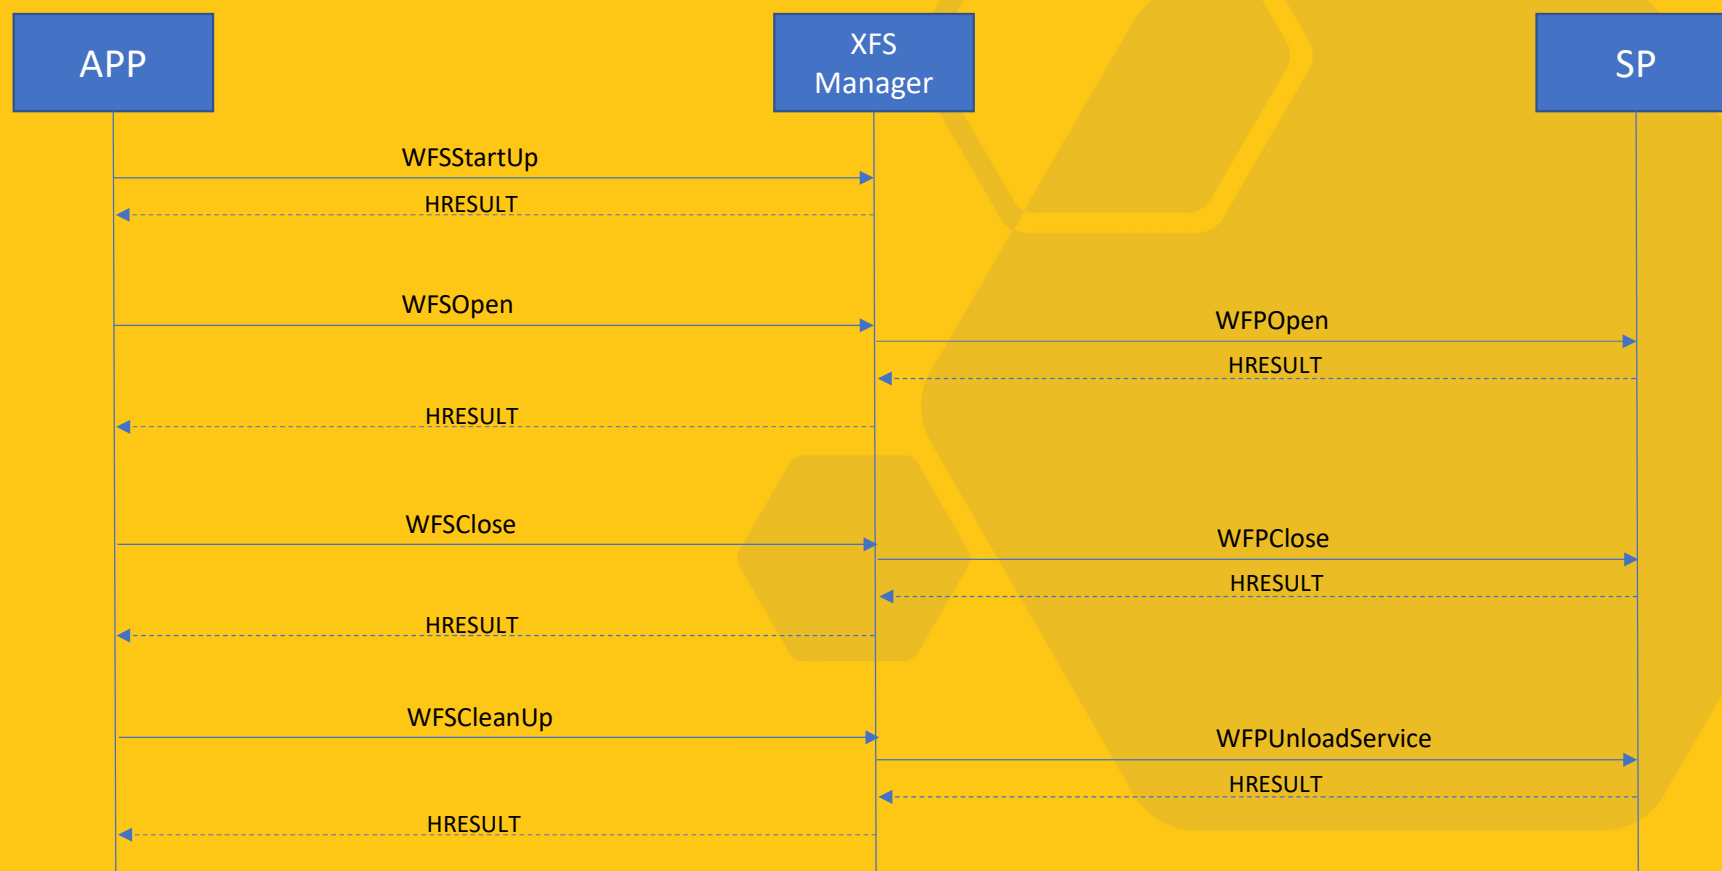 APP
XFS
Manager
SP
WFSStartUp
HRESULT
WFSOpen
WFPOpen
HRESULT
HRESULT
WFSClose
WFPClose
HRESULT
HRESULT
WFSCleanUp
WFPUnloadService
HRESULT
HRESULT